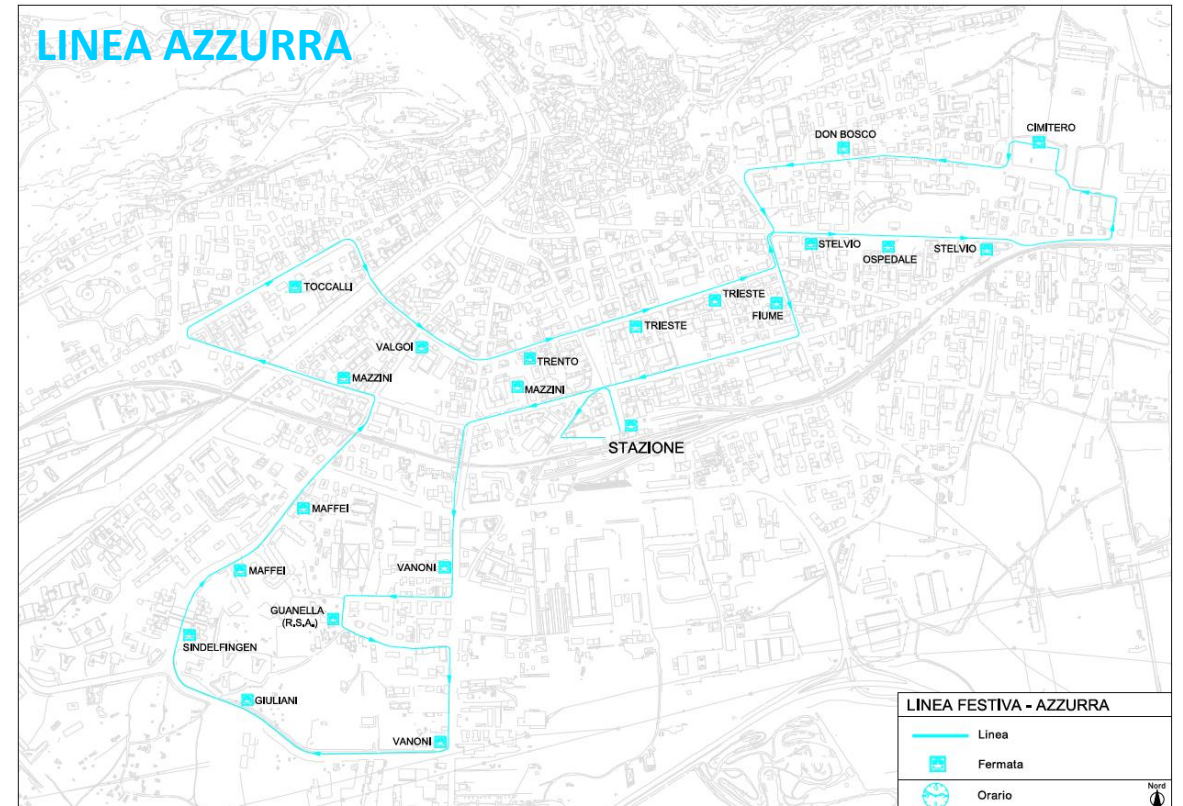 LINEA AZZURRA
CIMITERO
DON BOSCO
STELVIO
OSPEDALE
STELVIO
TOCCALLI
TRIESTE
FIUME
TRIESTE
VALGOI
TRENTO
MAZZINI
MAZZINI
STAZIONE
MAFFEI
VANONI
MAFFEI
GUANELLA
(R.S.A.)
SINDELFINGEN
GIULIANI
VANONI
LINEA FESTIVA - AZZURRA
Linea
Fermata
Orario
Nord